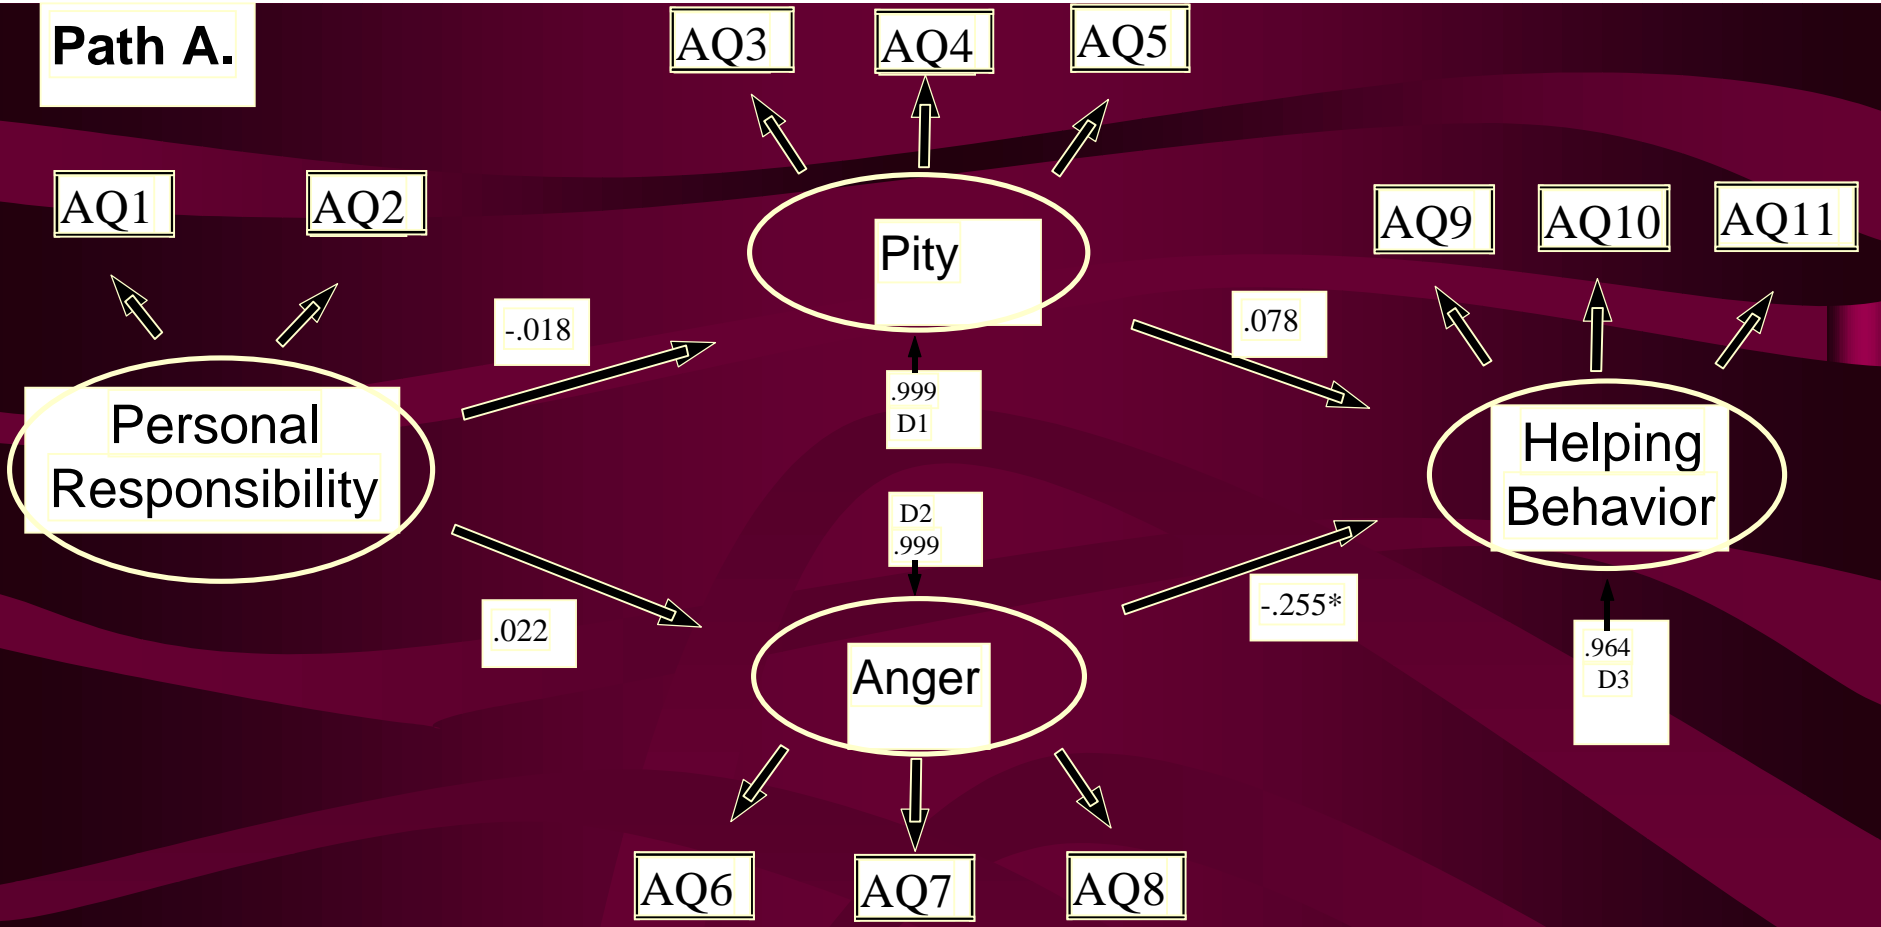 Path A.
AQ3
AQ4
AQ5
AQ1
AQ2
AQ9
AQ10
AQ11
Pity
-.018
.078
.999
D1
Personal
Responsibility
Helping
Behavior
D2
.999
.022
-.255*
.964
D3
Anger
AQ6
AQ7
AQ8